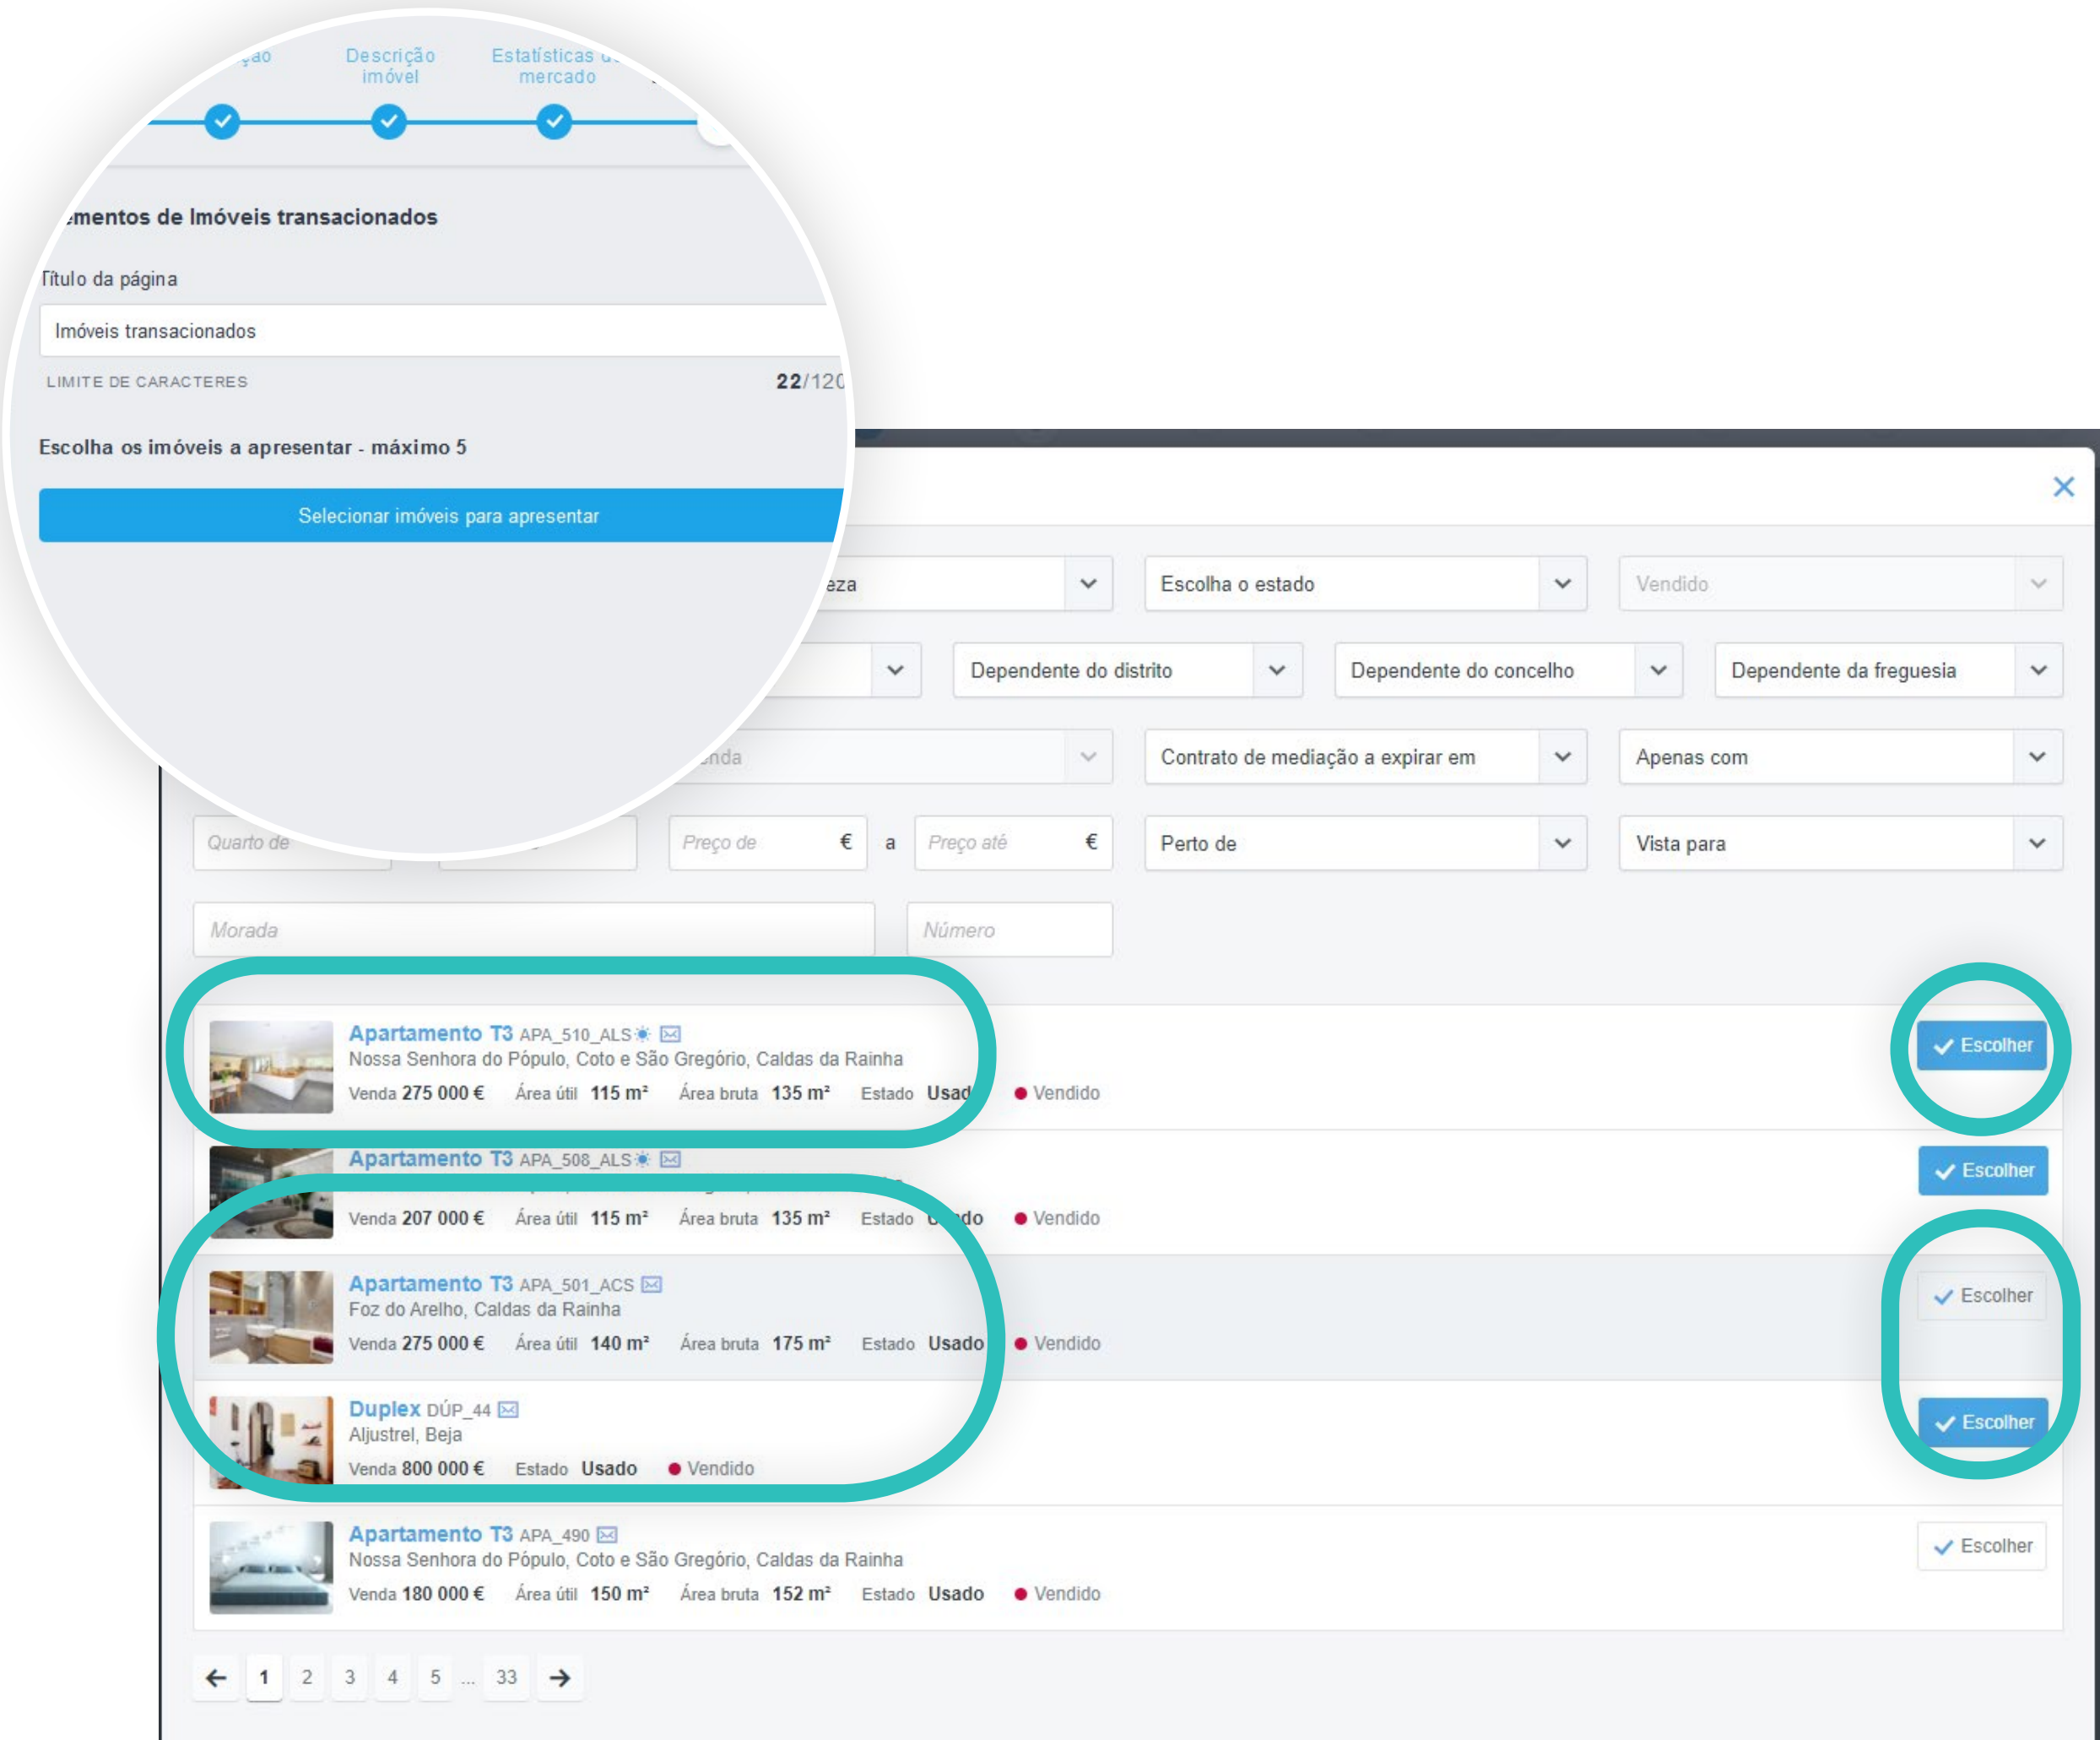 Descrição
imóvel
Estatísticas
mercado
de Imóveis transacionados
Título da página
Imóveis transacionados
LIMITE DE CARACTERES 22/120
Escolha os imóveis a apresentar - máximo 5
Selecionar imóveis para apresentar
Escolha o estado
Vendido
Dependente do distrito
Dependente do concelho
Dependente da freguesia
Contrato de mediação a expirar em
Apenas com
Quarto de
Preço de €
a
Preço até €
Perto de
Vista para
Morada
Número
Apartamento T3 APA_510_ALS
Nossa Senhora do Pópulo, Coto e São Gregório, Caldas da Rainha
Venda 275 000 € Área útil 115 m² Área bruta 135 m² Estado Usado Vendido
Escolher
Apartamento T3 APA_508_ALS
Venda 207 000 € Área útil 115 m² Área bruta 135 m² Estado Usado Vendido
Escolher
Apartamento T3 APA_501_ACS
Foz do Arelho, Caldas da Rainha
Venda 275 000 € Área útil 140 m² Área bruta 175 m² Estado Usado Vendido
Escolher
Duplex DÚP_44
Aljustrel, Beja
Venda 800 000 € Estado Usado Vendido
Escolher
Apartamento T3 APA_490
Nossa Senhora do Pópulo, Coto e São Gregório, Caldas da Rainha
Venda 180 000 € Área útil 150 m² Área bruta 152 m² Estado Usado Vendido
Escolher
1 2 3 4 5 ... 33